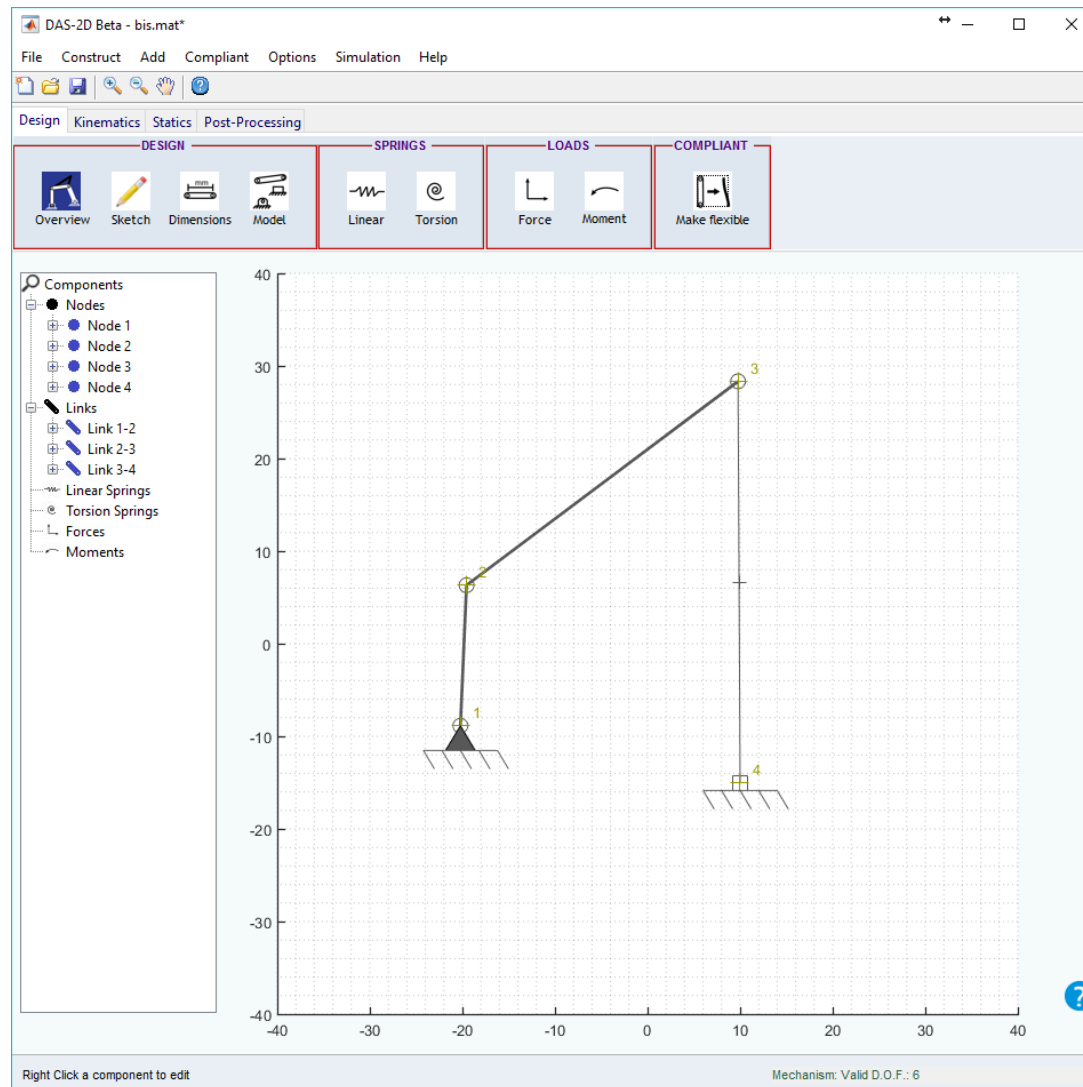 DAS-2D Beta - bis.mat*
File Construct Add Compliant Options Simulation Help
Design Kinematics Statics Post-Processing
DESIGN SPRINGS LOADS COMPLIANT
mm
Overview Sketch Dimensions Model Linear Torsion Force Moment Make flexible
Components
Nodes
Node 1
Node 2
Node 3
Node 4
Links
Link 1-2
Link 2-3
Link 3-4
Linear Springs
Torsion Springs
Forces
Moments
40
30
20
10
0
-10
-20
-30
-40
3
2
1
4
-40 -30 -20 -10 0 10 20 30 40
?
Right Click a component to edit Mechanism: Valid D.O.F.: 6